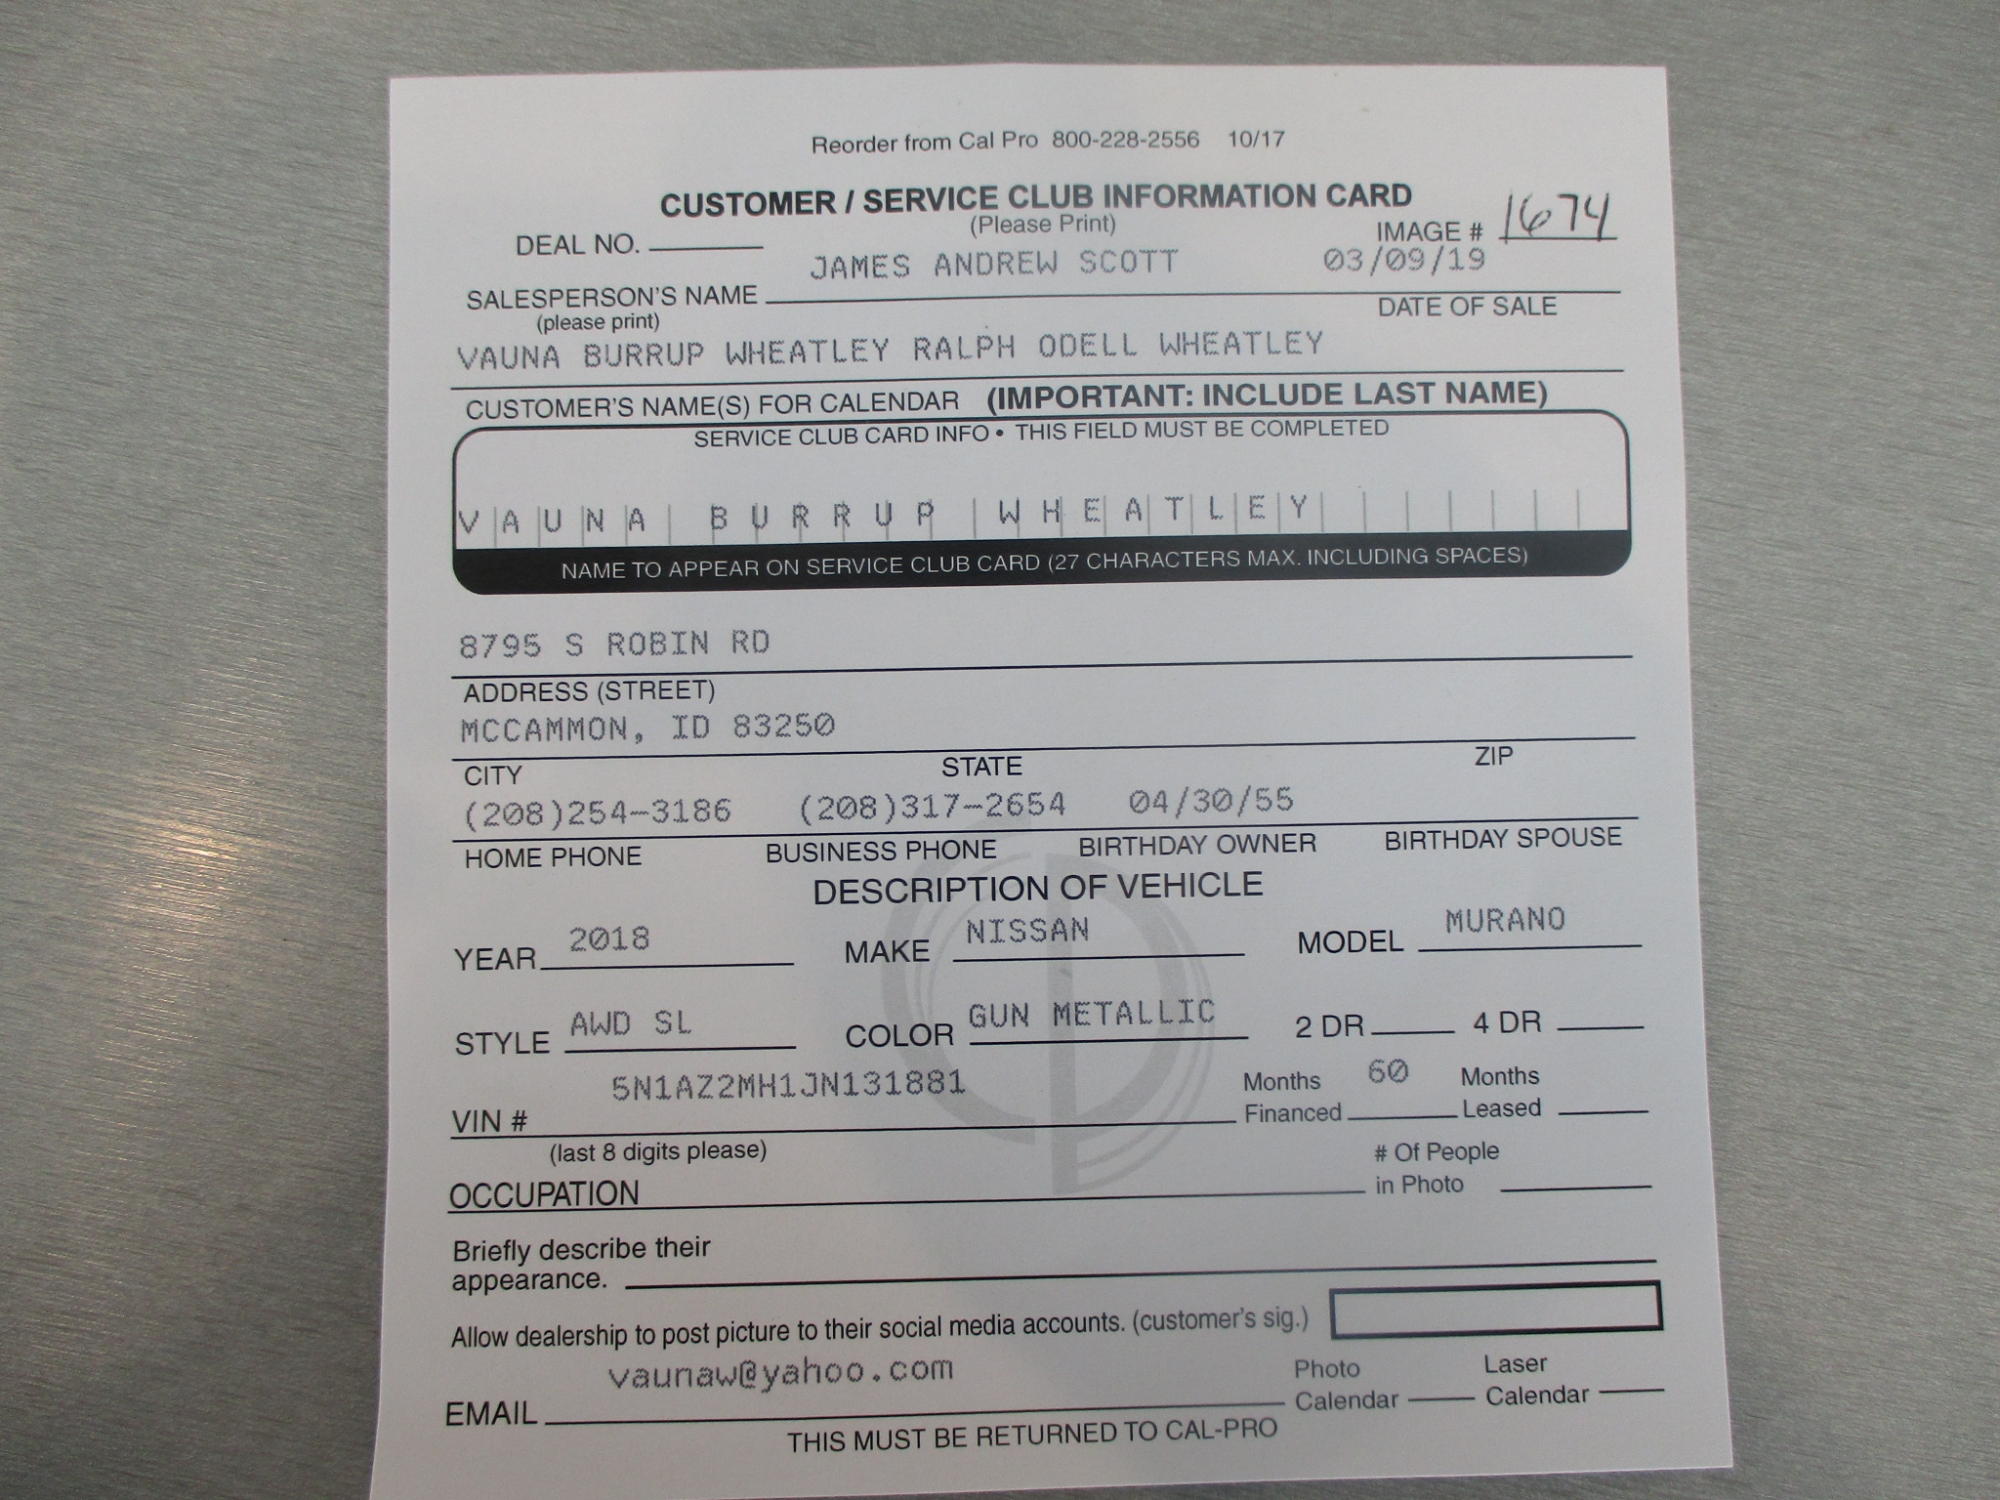 Reorder from Cal Pro 800-228-2556 10/17
CUSTOMER / SERVICE CLUB INFORMATION CARD
(Please Print)
DEAL NO. IMAGE # 1674
JAMES ANDREW SCOTT 03/09/19
SALESPERSON'S NAME DATE OF SALE
(please print)
VAUNA BURRUP WHEATLEY RALPH ODELL WHEATLEY
CUSTOMER'S NAME(S) FOR CALENDAR (IMPORTANT: INCLUDE LAST NAME)
SERVICE CLUB CARD INFO • THIS FIELD MUST BE COMPLETED
VAUNA BURRUP WHEATLEY
NAME TO APPEAR ON SERVICE CLUB CARD (27 CHARACTERS MAX. INCLUDING SPACES)
8795 S ROBIN RD
ADDRESS (STREET)
MCCAMMON, ID 83250
CITY STATE ZIP
(208)254-3186 (208)317-2654 04/30/55
HOME PHONE BUSINESS PHONE BIRTHDAY OWNER BIRTHDAY SPOUSE
DESCRIPTION OF VEHICLE
YEAR 2018 MAKE NISSAN MODEL MURANO
STYLE AWD SL COLOR GUN METALLIC 2 DR 4 DR
VIN # 5N1AZ2MH1JN131881 Months Financed 60 Months Leased
(last 8 digits please)
OCCUPATION # Of People in Photo
Briefly describe their
appearance.
Allow dealership to post picture to their social media accounts. (customer's sig.)
EMAIL vaunaw@yahoo.com Photo Calendar Laser Calendar
THIS MUST BE RETURNED TO CAL-PRO